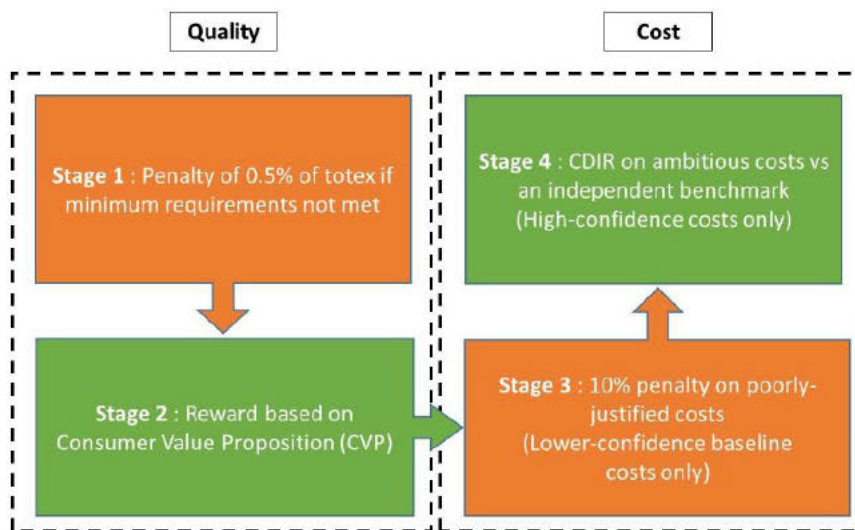 Quality
Cost
Stage 1 : Penalty of 0.5% of totex if
minimum requirements not met
Stage 2 : Reward based on
Consumer Value Proposition (CVP)
Stage 3 : 10% penalty on poorly-
justified costs
(Lower-confidence baseline
costs only)
Stage 4 : CDIR on ambitious costs vs
an independent benchmark
(High-confidence costs only)